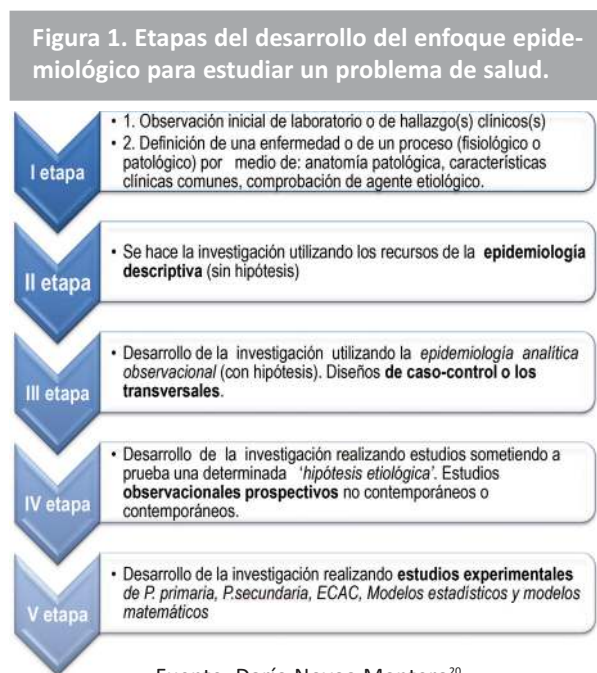 Figura 1. Etapas del desarrollo del enfoque epide-
miológico para estudiar un problema de salud.
I etapa
• 1. Observación inicial de laboratorio o de hallazgo(s) clínicos(s)
• 2. Definición de una enfermedad o de un proceso (fisiológico o
patológico) por medio de: anatomía patológica, características
clínicas comunes, comprobación de agente etiológico.
II etapa
• Se hace la investigación utilizando los recursos de la epidemiología
descriptiva (sin hipótesis)
III etapa
• Desarrollo de la investigación utilizando la epidemiología analítica
observacional (con hipótesis). Diseños de caso-control o los
transversales.
IV etapa
• Desarrollo de la investigación realizando estudios sometiendo a
prueba una determinada 'hipótesis etiológica'. Estudios
observacionales prospectivos no contemporáneos o
contemporáneos.
V etapa
• Desarrollo de la investigación realizando estudios experimentales
de P. primaria, P.secundaria, ECAC, Modelos estadísticos y modelos
matemáticos